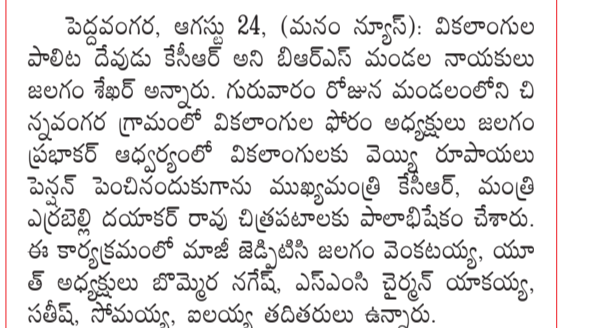 పెద్దవంగర, ఆగస్టు 24, (మనం న్యూస్): వికలాంగుల
పాలిట దేవుడు కేసీఆర్ అని బిఆర్ఎస్ మండల నాయకులు
జలగం శేఖర్ అన్నారు. గురువారం రోజున మండలంలోని చి
న్నవంగర గ్రామంలో వికలాంగుల ఫోరం అధ్యక్షులు జలగం
ప్రభాకర్ ఆధ్వర్యంలో వికలాంగులకు వెయ్యి రూపాయలు
పెన్షన్ పెంచినందుకుగాను ముఖ్యమంత్రి కేసీఆర్, మంత్రి
ఎర్రబెల్లి దయాకర్ రావు చిత్రపటాలకు పాలాభిషేకం చేశారు.
ఈ కార్యక్రమంలో మాజీ జెడ్పిటిసి జలగం వెంకటయ్య, యూ
త్ అధ్యక్షులు బొమ్మెర నగేష్, ఎస్ఎంసి చైర్మన్ యాకయ్య,
సతీష్, సోమయ్య, ఐలయ్య తదితరులు ఉన్నారు.